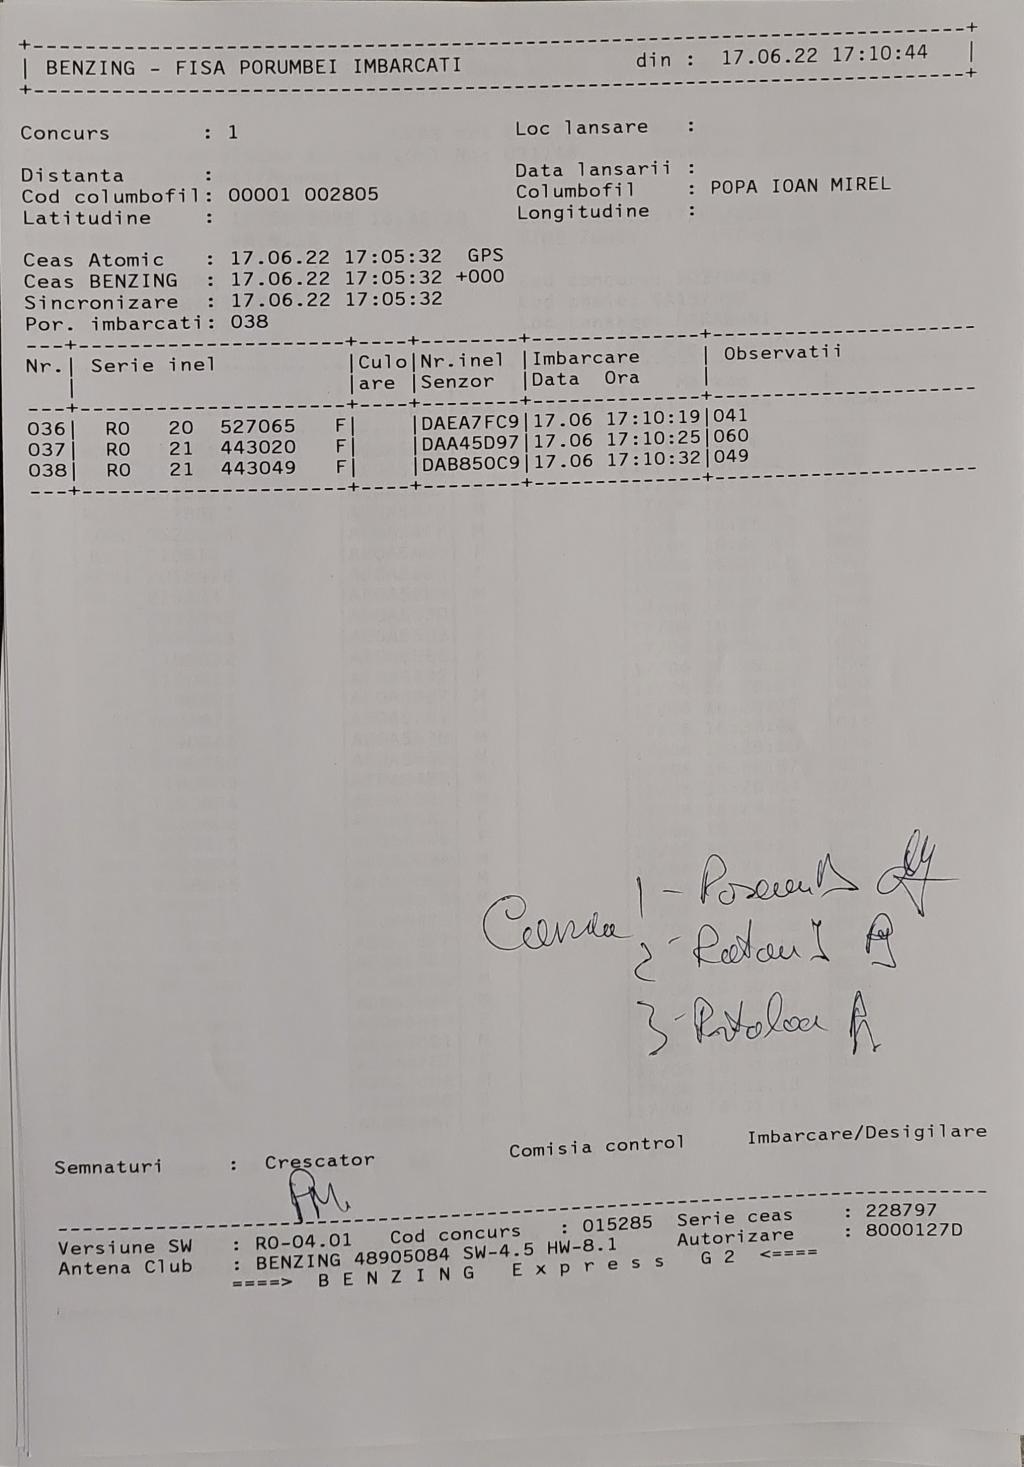 BENZING - FISA PORUMBEI IMBARCATI din : 17.06.22 17:10:44
Concurs : 1 Loc lansare :
Distanta : Data lansarii :
Cod columbofil: 00001 002805 Columbofil : POPA IOAN MIREL
Latitudine : Longitudine :
Ceas Atomic : 17.06.22 17:05:32 GPS
Ceas BENZING : 17.06.22 17:05:32 +000
Sincronizare : 17.06.22 17:05:32
Por. imbarcati: 038
Nr.| Serie inel |Culo|Nr.inel |Imbarcare | Observatii
| |are |Senzor |Data Ora |
036| RO 20 527065 F| |DAEA7FC9|17.06 17:10:19|041
037| RO 21 443020 F| |DAA45D97|17.06 17:10:25|060
038| RO 21 443049 F| |DAB850C9|17.06 17:10:32|049
1 -
2 -
3 -
Comisia control Imbarcare/Desigilare
Semnaturi : Crescator
Versiune SW : RO-04.01 Cod concurs : 015285 Serie ceas : 228797
Antena Club : BENZING 48905084 SW-4.5 HW-8.1 Autorizare : 8000127D
====> B E N Z I N G E x p r e s s G 2 <====